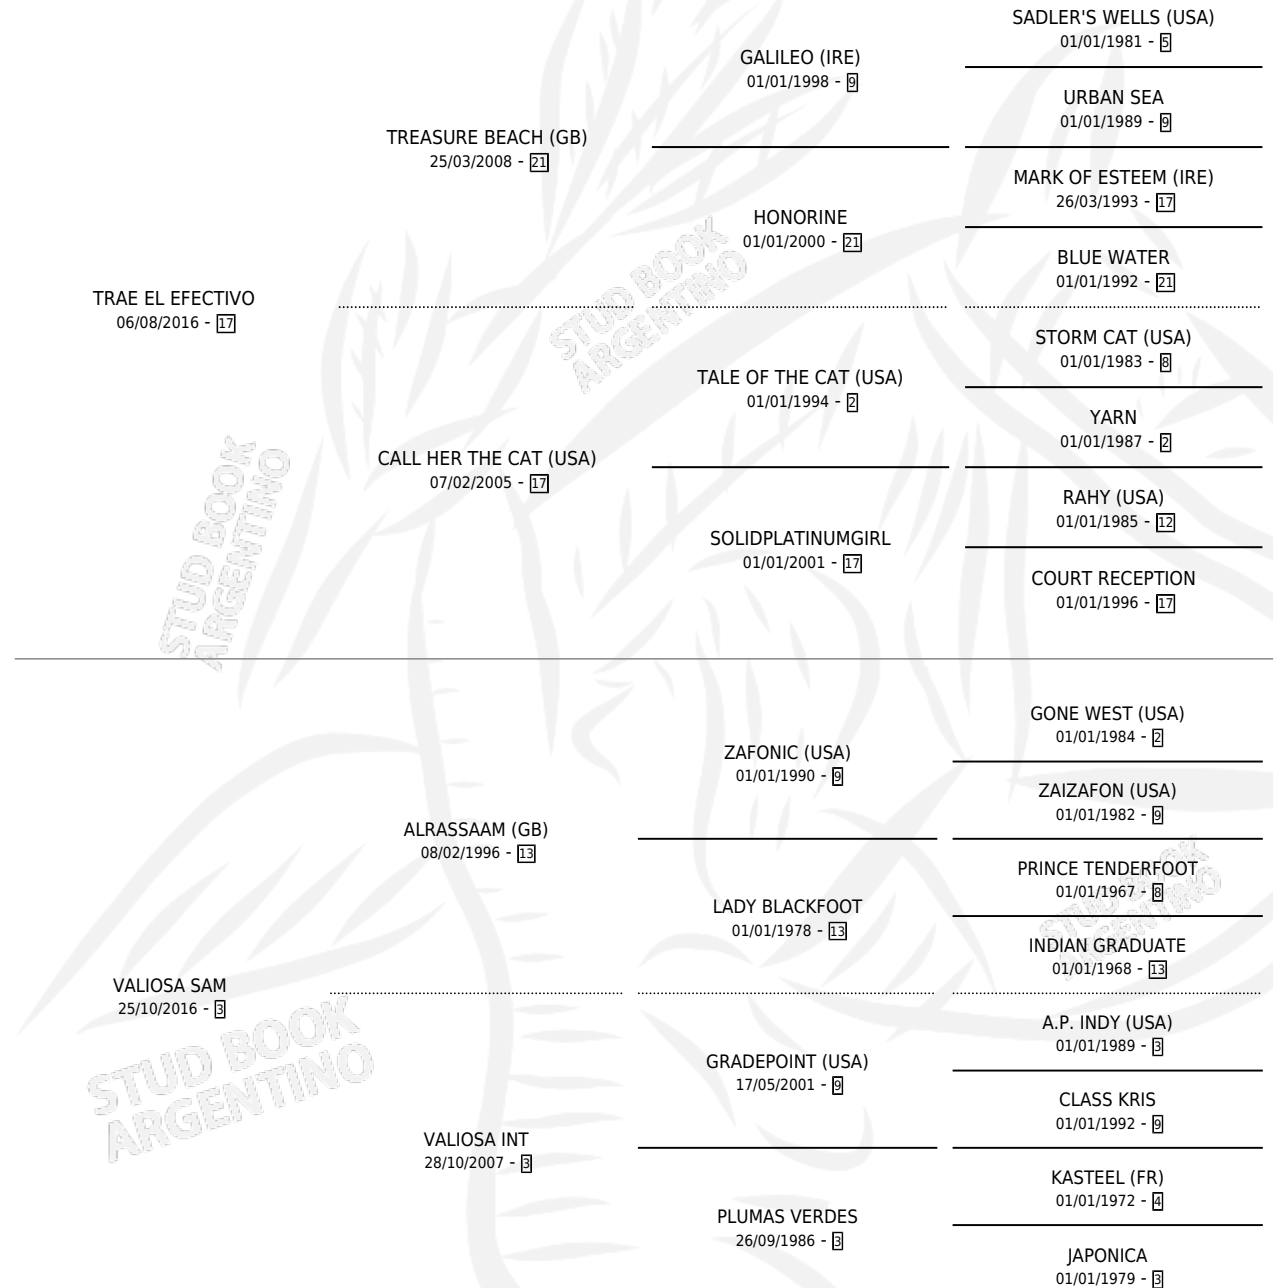 SADLER'S WELLS (USA)
01/01/1981 - 5
GALILEO (IRE)
01/01/1998 - 9
URBAN SEA
01/01/1989 - 9
TREASURE BEACH (GB)
25/03/2008 - 21
MARK OF ESTEEM (IRE)
26/03/1993 - 17
HONORINE
01/01/2000 - 21
BLUE WATER
01/01/1992 - 21
TRAE EL EFECTIVO
06/08/2016 - 17
STORM CAT (USA)
01/01/1983 - 8
TALE OF THE CAT (USA)
01/01/1994 - 2
YARN
01/01/1987 - 2
CALL HER THE CAT (USA)
07/02/2005 - 17
RAHY (USA)
01/01/1985 - 12
SOLIDPLATINUMGIRL
01/01/2001 - 17
COURT RECEPTION
01/01/1996 - 17
GONE WEST (USA)
01/01/1984 - 2
ZAFONIC (USA)
01/01/1990 - 9
ZAIZAFON (USA)
01/01/1982 - 9
ALRASSAAM (GB)
08/02/1996 - 13
PRINCE TENDERFOOT
01/01/1967 - 8
LADY BLACKFOOT
01/01/1978 - 13
INDIAN GRADUATE
01/01/1968 - 13
VALIOSA SAM
25/10/2016 - 3
A.P. INDY (USA)
01/01/1989 - 3
GRADEPOINT (USA)
17/05/2001 - 9
CLASS KRIS
01/01/1992 - 9
VALIOSA INT
28/10/2007 - 3
KASTEEL (FR)
01/01/1972 - 4
PLUMAS VERDES
26/09/1986 - 3
JAPONICA
01/01/1979 - 3
STUD BOOK
ARGENTINO
STUD BOOK
ARGENTINO
STUD BOOK
ARGENTINO
STUD BOOK
ARGENTINO